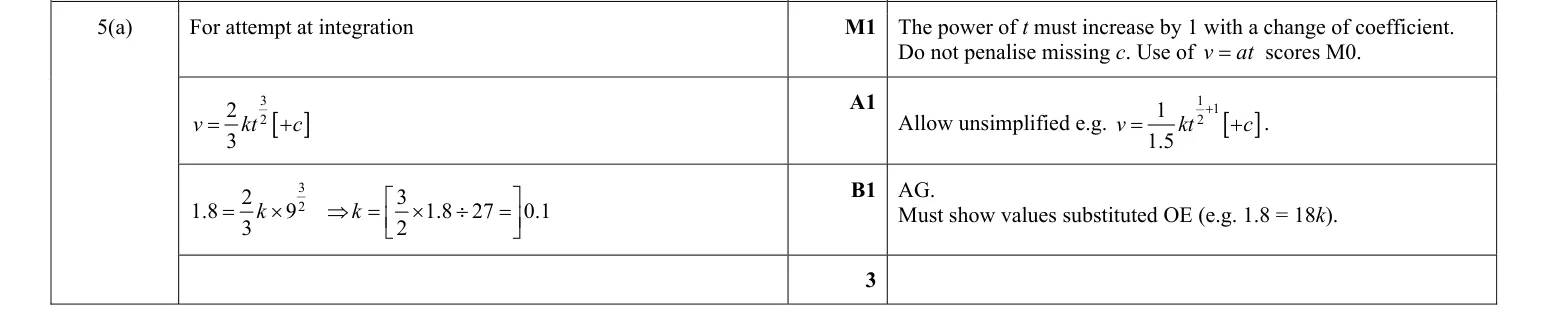 5(a) For attempt at integration M1 The power of t must increase by 1 with a change of coefficient.
Do not penalise missing c. Use of v = at scores M0.
v = 2/3 kt^(3/2) [+c] A1 Allow unsimplified e.g. v = 1/1.5 kt^(1/2+1) [+c].
1.8 = 2/3 k × 9^(3/2) ⇒ k = [3/2 × 1.8 ÷ 27 =] 0.1 B1 AG.
Must show values substituted OE (e.g. 1.8 = 18k).
3